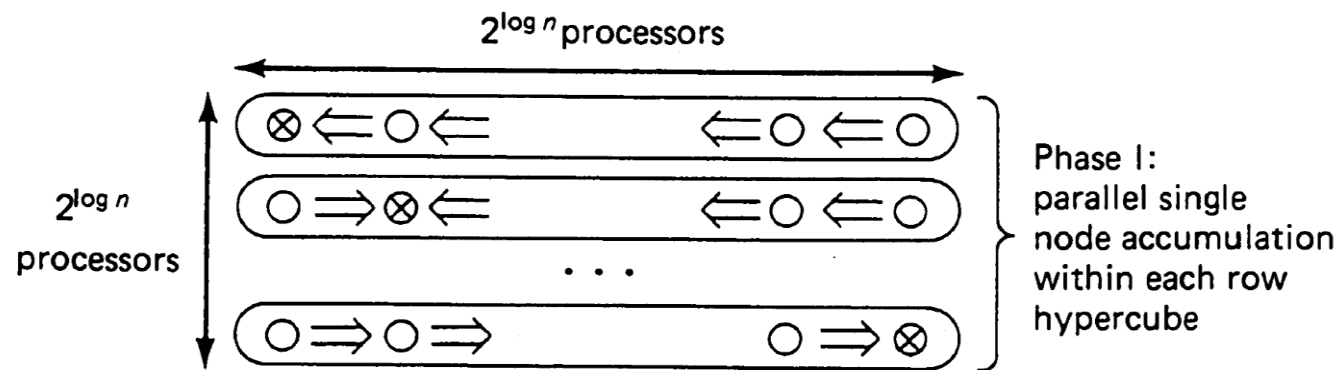 2^{log n} processors
2^{log n}
processors
. . .
Phase I:
parallel single
node accumulation
within each row
hypercube